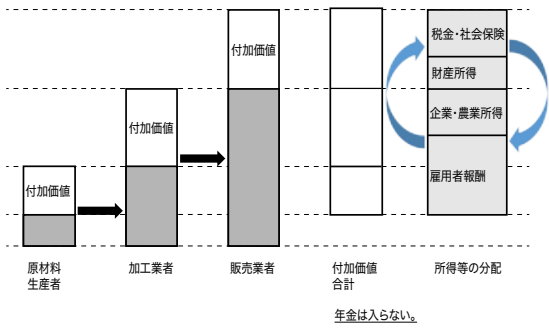 付加価値
付加価値
付加価値
税金・社会保険
財産所得
企業・農業所得
雇用者報酬
原材料
生産者
加工業者
販売業者
付加価値
合計
所得等の分配
年金は入らない。